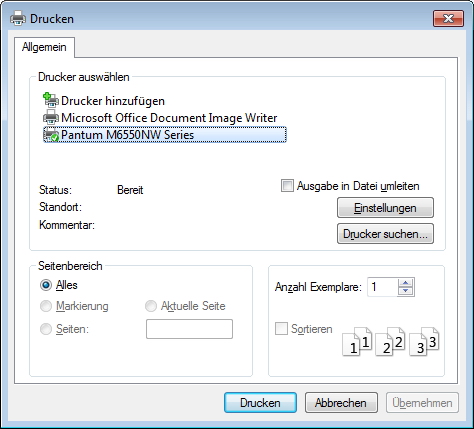 Drucken
Allgemein
Drucker auswählen
Drucker hinzufügen
Microsoft Office Document Image Writer
Pantum M6550NW Series
Status: Bereit
Standort:
Kommentar:
Ausgabe in Datei umleiten
Einstellungen
Drucker suchen...
Seitenbereich
Alles
Markierung
Aktuelle Seite
Seiten:
Anzahl Exemplare: 1
Sortieren
1 1 2 2 3 3
Drucken
Abbrechen
Übernehmen